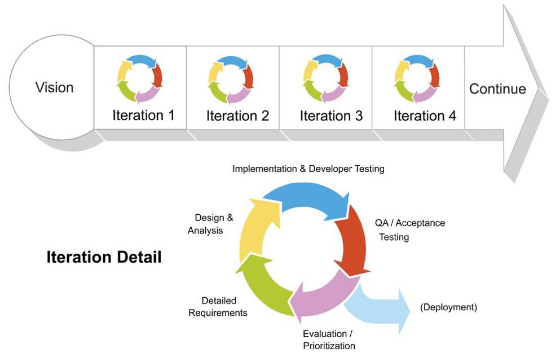 Vision
Iteration 1
Iteration 2
Iteration 3
Iteration 4
Continue
Implementation & Developer Testing
Design &
Analysis
QA / Acceptance
Testing
Iteration Detail
Detailed
Requirements
(Deployment)
Evaluation /
Prioritization